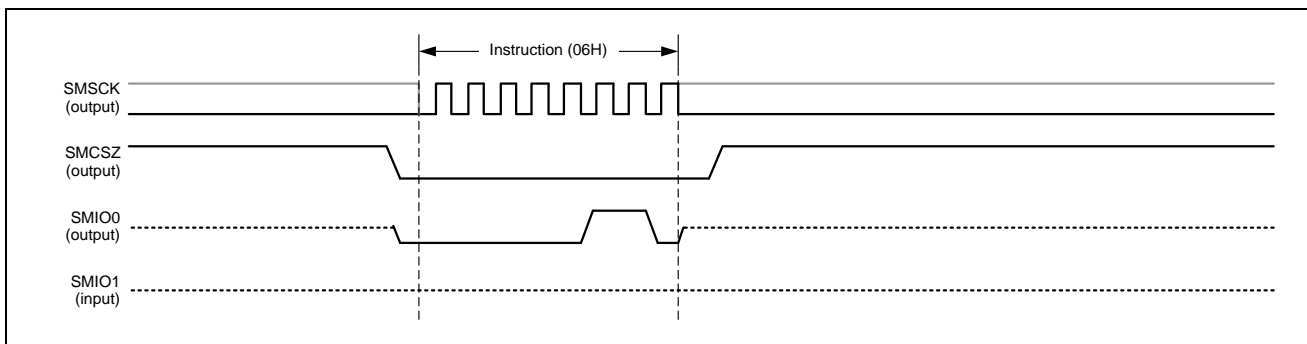 Instruction (06H)
SMSCK
(output)
SMCSZ
(output)
SMIO0
(output)
SMIO1
(input)